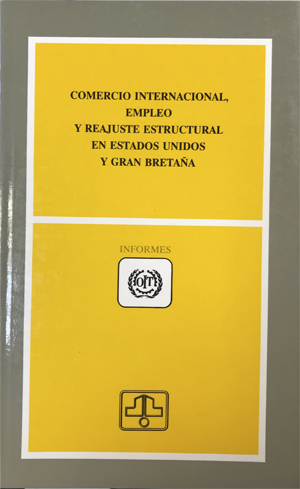 COMERCIO INTERNACIONAL,
EMPLEO
Y REAJUSTE ESTRUCTURAL
EN ESTADOS UNIDOS
Y GRAN BRETAÑA
INFORMES
OIT